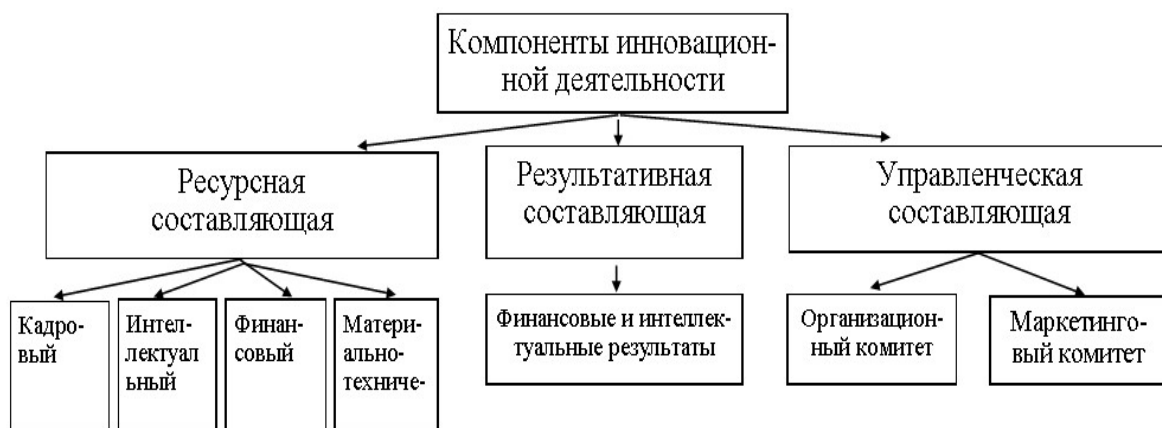 Компоненты инновацион-
ной деятельности
Ресурсная
составляющая
Результативная
составляющая
Управленческая
составляющая
Кадро-
вый
Интел-
лектуал
ьный
Финан-
совый
Матери-
ально-
техниче-
Финансовые и интеллек-
туальные результаты
Организацион-
ный комитет
Маркетинго-
вый комитет